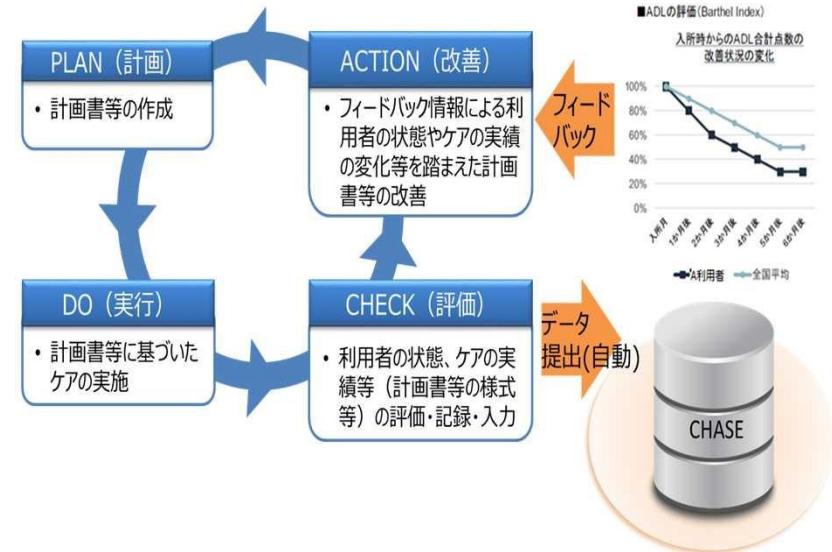 PLAN（計画）
• 計画書等の作成
ACTION（改善）
• フィードバック情報による利
用者の状態やケアの実績
の変化等を踏まえた計画
書等の改善
フィード
バック
■ADLの評価（Barthel Index）
入所時からのADL合計点数の
改善状況の変化
100%
80%
60%
40%
20%
0%
入所月
1か月後
2か月後
3か月後
4か月後
5か月後
6か月後
A利用者
全国平均
DO（実行）
• 計画書等に基づいた
ケアの実施
CHECK（評価）
• 利用者の状態、ケアの実
績等（計画書等の様式
等）の評価・記録・入力
データ
提出(自動)
CHASE